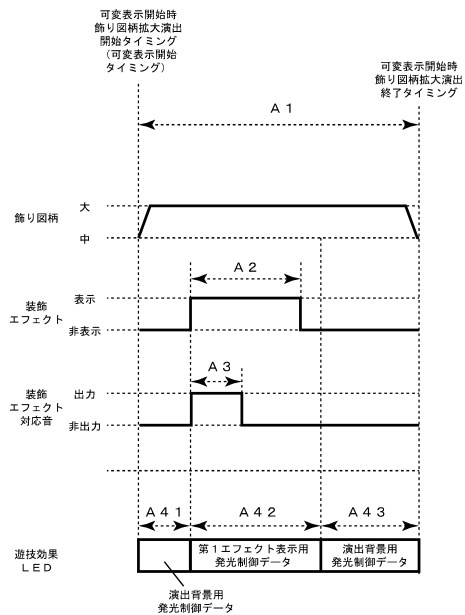 可変表示開始時
飾り図柄拡大演出
開始タイミング
(可変表示開始
タイミング)
可変表示開始時
飾り図柄拡大演出
終了タイミング
A1
飾り図柄
大
中
A2
装飾
エフェクト
表示
非表示
A3
装飾
エフェクト
対応音
出力
非出力
A41
A42
A43
遊技効果
LED
第1エフェクト表示用
発光制御データ
演出背景用
発光制御データ
演出背景用
発光制御データ